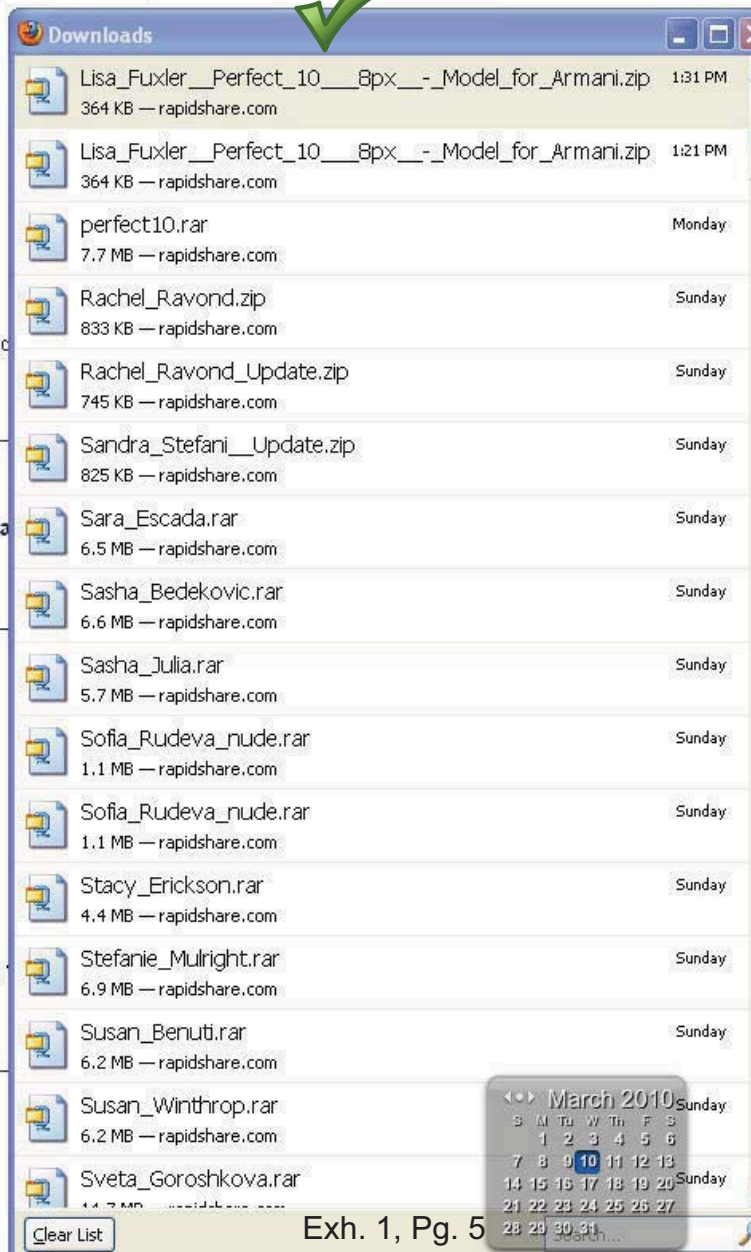 Downloads
Lisa_Fuxler__Perfect_10___8px__-_Model_for_Armani.zip 1:31 PM
364 KB — rapidshare.com
Lisa_Fuxler__Perfect_10___8px__-_Model_for_Armani.zip 1:21 PM
364 KB — rapidshare.com
perfect10.rar Monday
7.7 MB — rapidshare.com
Rachel_Ravond.zip Sunday
833 KB — rapidshare.com
Rachel_Ravond_Update.zip Sunday
745 KB — rapidshare.com
Sandra_Stefani__Update.zip Sunday
825 KB — rapidshare.com
Sara_Escada.rar Sunday
6.5 MB — rapidshare.com
Sasha_Bedekovic.rar Sunday
6.6 MB — rapidshare.com
Sasha_Julia.rar Sunday
5.7 MB — rapidshare.com
Sofia_Rudeva_nude.rar Sunday
1.1 MB — rapidshare.com
Sofia_Rudeva_nude.rar Sunday
1.1 MB — rapidshare.com
Stacy_Erickson.rar Sunday
4.4 MB — rapidshare.com
Stefanie_Mulright.rar Sunday
6.9 MB — rapidshare.com
Susan_Benuti.rar Sunday
6.2 MB — rapidshare.com
Susan_Winthrop.rar Sunday
6.2 MB — rapidshare.com
Sveta_Goroshkova.rar Sunday
March 2010
S M Tu W Th F S
1 2 3 4 5 6
7 8 9 10 11 12 13
14 15 16 17 18 19 20
21 22 23 24 25 26 27
28 29 30 31
Clear List
Exh. 1, Pg. 5